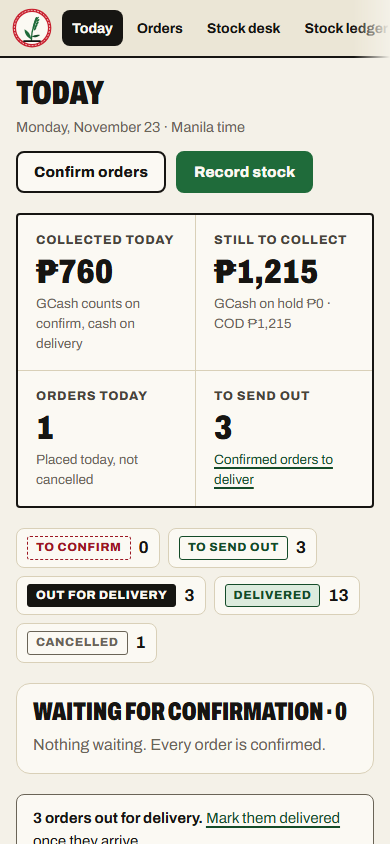 Today Orders Stock desk Stock ledger
TODAY
Monday, November 23 · Manila time
Confirm orders Record stock
COLLECTED TODAY
₱760
GCash counts on
confirm, cash on
delivery
STILL TO COLLECT
₱1,215
GCash on hold ₱0 ·
COD ₱1,215
ORDERS TODAY
1
Placed today, not
cancelled
TO SEND OUT
3
Confirmed orders to
deliver
TO CONFIRM 0 TO SEND OUT 3
OUT FOR DELIVERY 3 DELIVERED 13
CANCELLED 1
WAITING FOR CONFIRMATION · 0
Nothing waiting. Every order is confirmed.
3 orders out for delivery. Mark them delivered
once they arrive